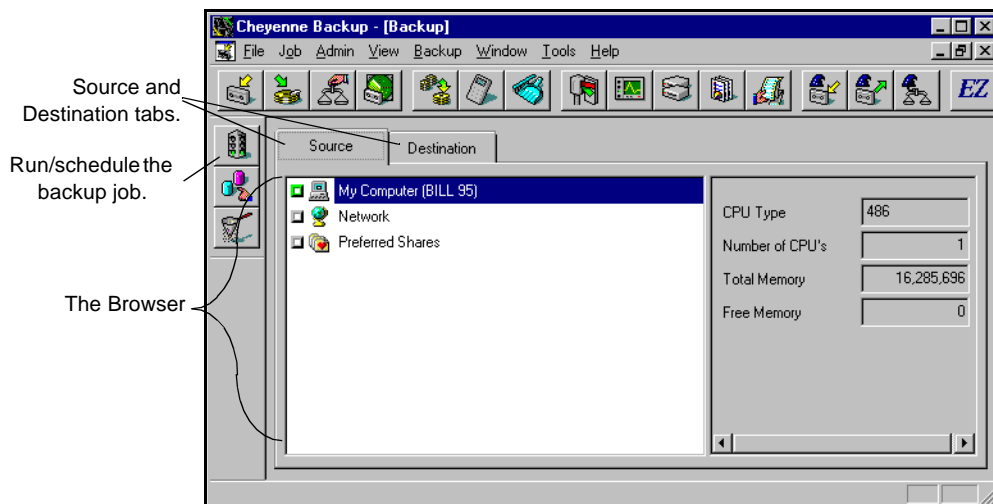 Cheyenne Backup - [Backup]
File Job Admin View Backup Window Tools Help
EZ
Source and
Destination tabs.
Run/schedule the
backup job.
The Browser
Source Destination
My Computer (BILL 95)
Network
Preferred Shares
CPU Type 486
Number of CPU's 1
Total Memory 16,285,696
Free Memory 0